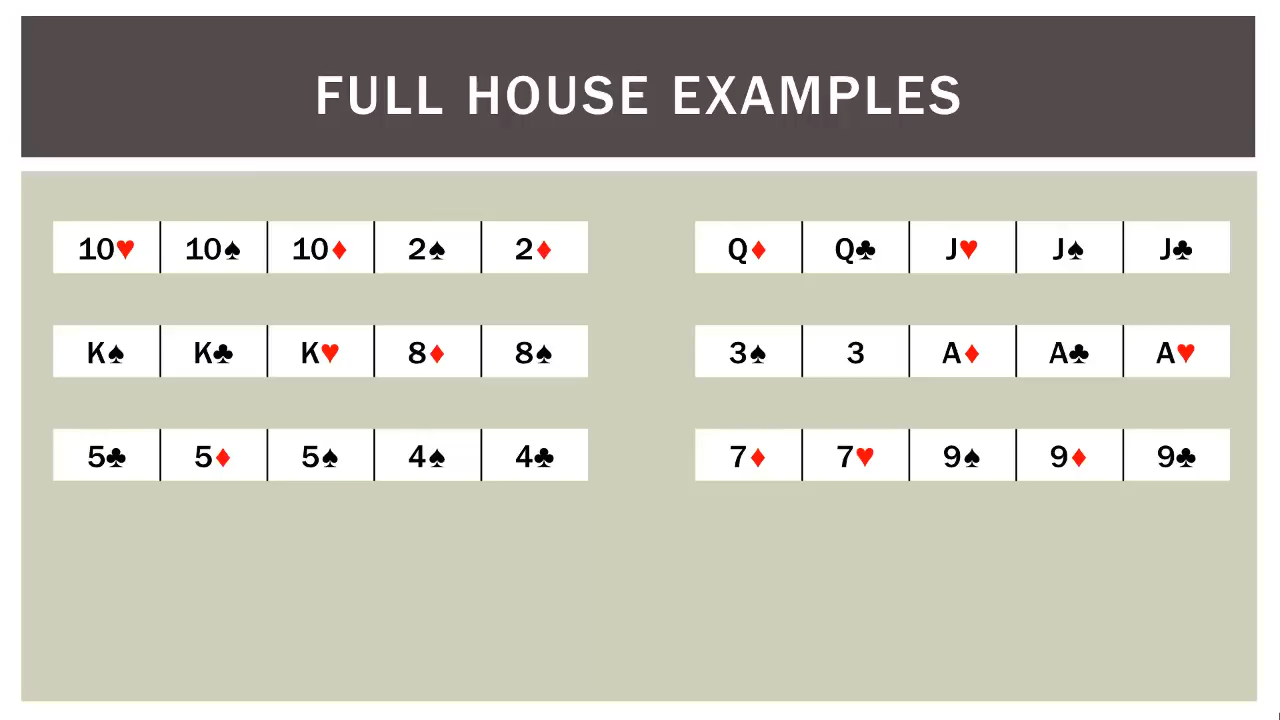 FULL HOUSE EXAMPLES
10♥ 10♠ 10♦ 2♠ 2♦
Q♦ Q♣ J♥ J♠ J♣
K♠ K♣ K♥ 8♦ 8♠
3♠ 3 A♦ A♣ A♥
5♣ 5♦ 5♠ 4♠ 4♣
7♦ 7♥ 9♠ 9♦ 9♣